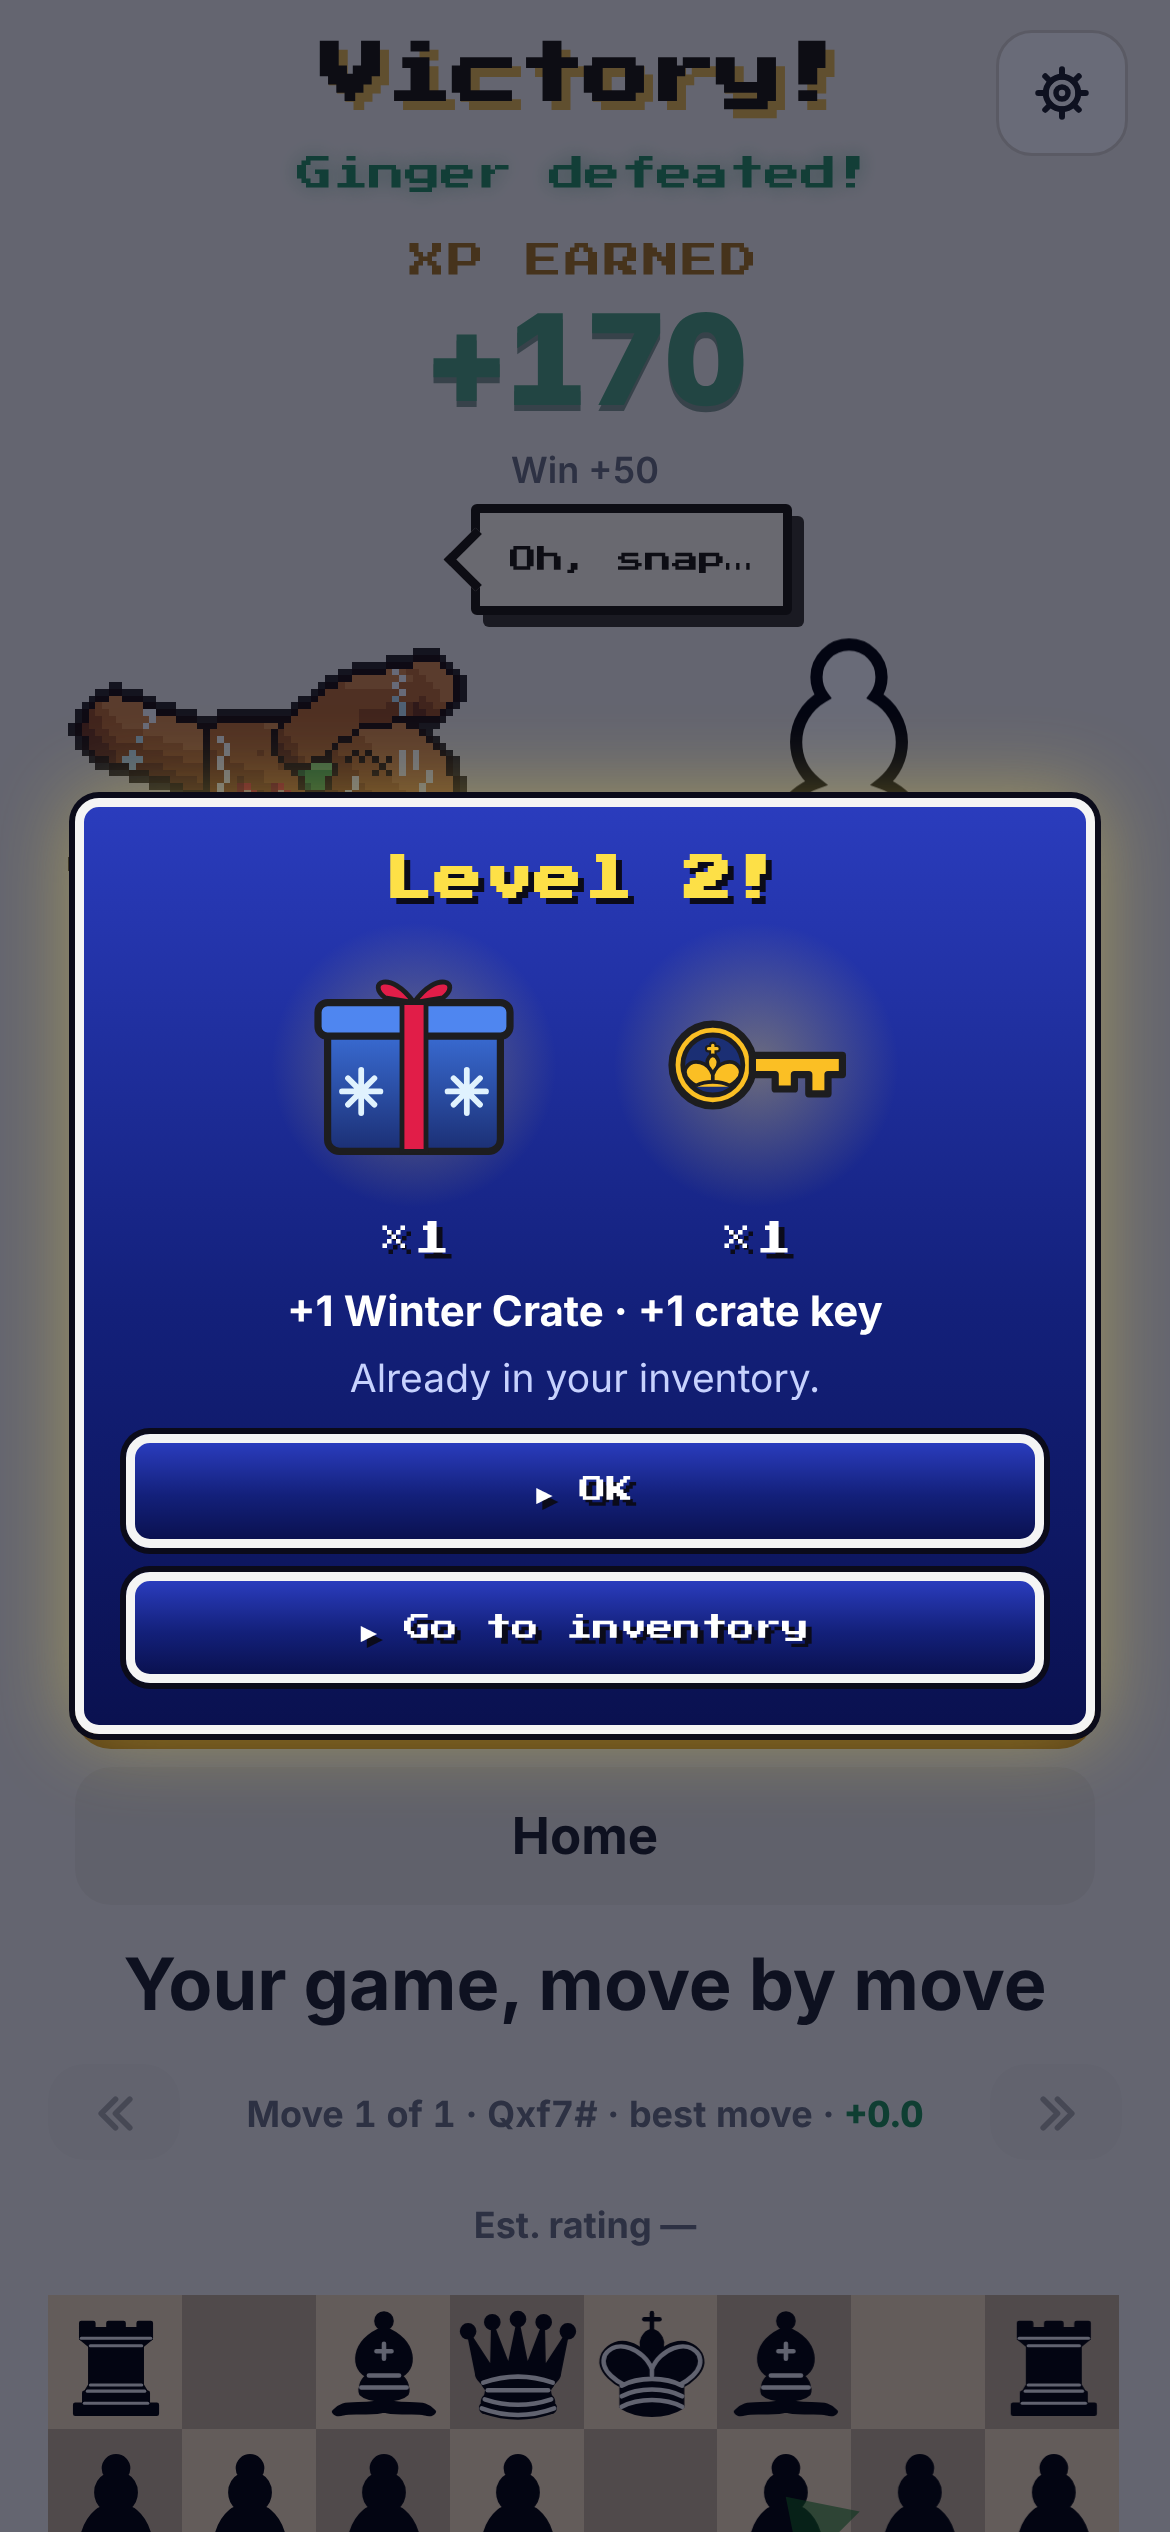 Victory!
Ginger defeated!
XP EARNED
+170
Win +50
Oh, snap…
Level 2!
×1 ×1
+1 Winter Crate · +1 crate key
Already in your inventory.
▶ OK
▶ Go to inventory
Home
Your game, move by move
Move 1 of 1 · Qxf7# · best move · +0.0
Est. rating —